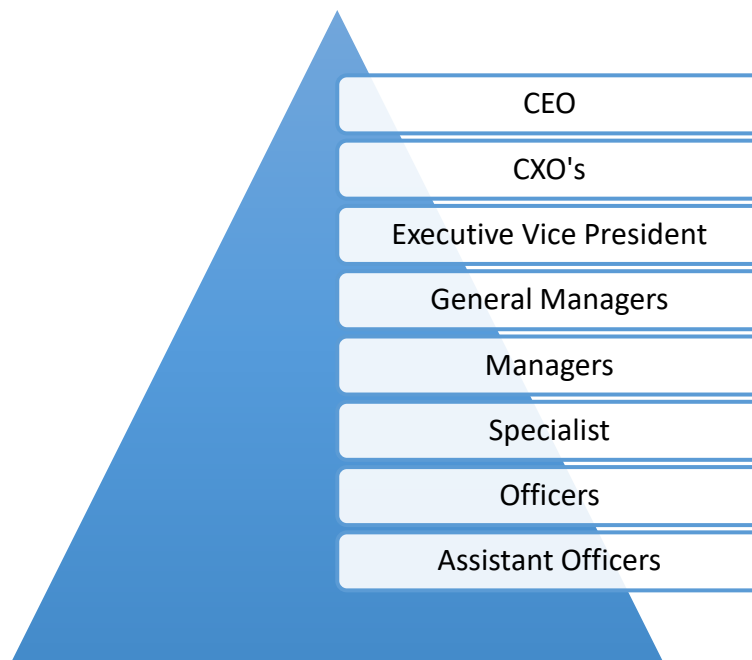 CEO
CXO's
Executive Vice President
General Managers
Managers
Specialist
Officers
Assistant Officers